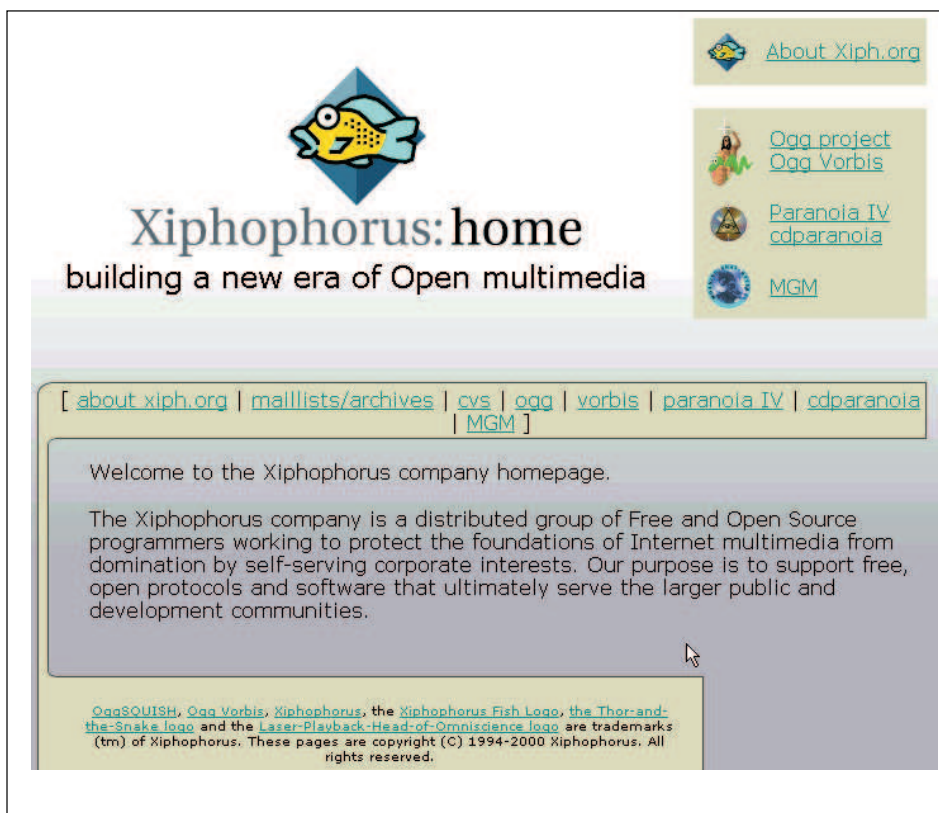 About Xiph.org
Ogg project
Ogg Vorbis
Paranoia IV
cdparanoia
MGM
Xiphophorus:home
building a new era of Open multimedia
[ about xiph.org | maillists/archives | cvs | ogg | vorbis | paranoia IV | cdparanoia
| MGM ]
Welcome to the Xiphophorus company homepage.
The Xiphophorus company is a distributed group of Free and Open Source
programmers working to protect the foundations of Internet multimedia from
domination by self-serving corporate interests. Our purpose is to support free,
open protocols and software that ultimately serve the larger public and
development communities.
OggSQUISH, Ogg Vorbis, Xiphophorus, the Xiphophorus Fish Logo, the Thor-and-
the-Snake logo and the Laser-Playback-Head-of-Omniscience logo are trademarks
(tm) of Xiphophorus. These pages are copyright (C) 1994-2000 Xiphophorus. All
rights reserved.